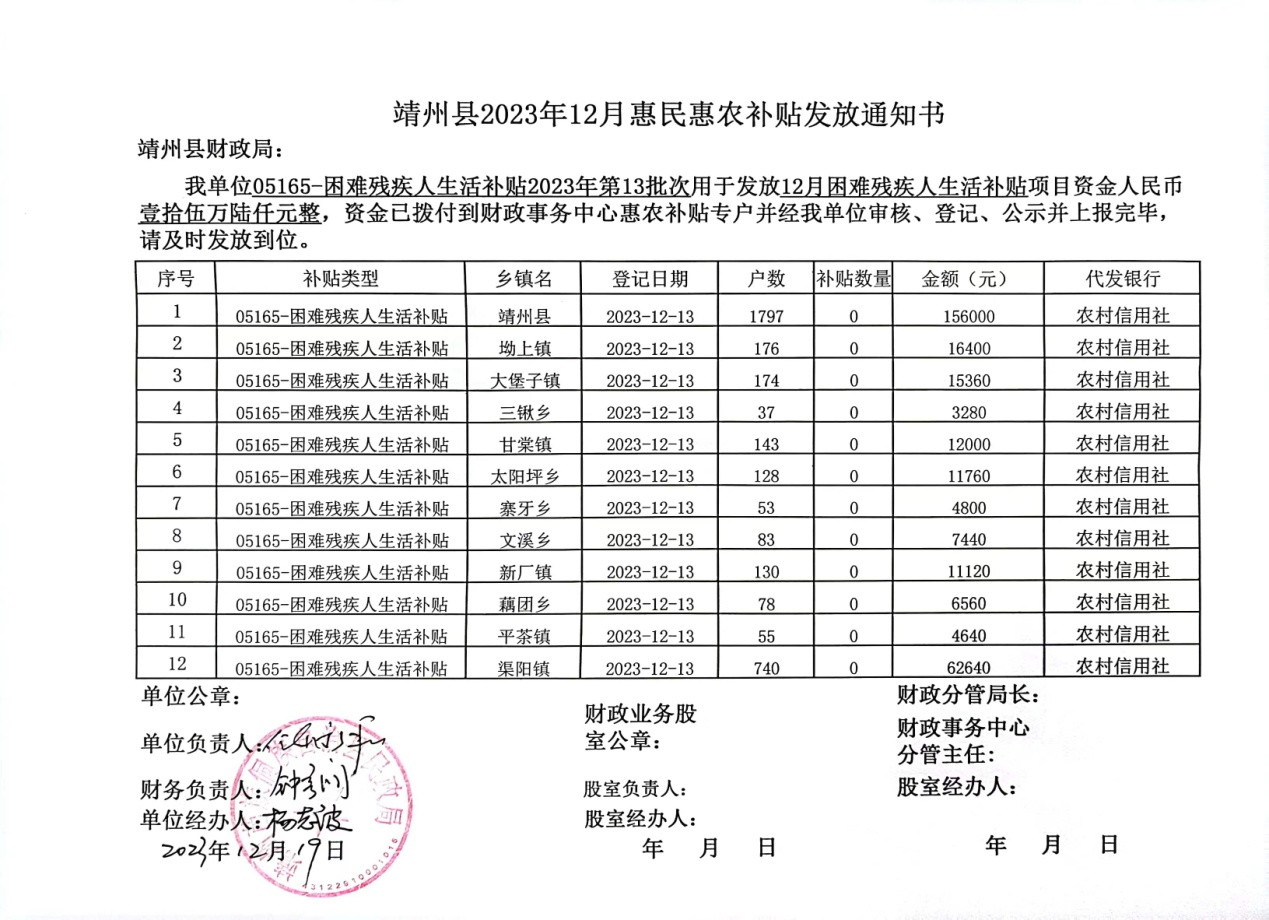 靖州县2023年12月惠民惠农补贴发放通知书
靖州县财政局：
我单位05165-困难残疾人生活补贴2023年第13批次用于发放12月困难残疾人生活补贴项目资金人民币
壹拾伍万陆仟元整，资金已拨付到财政事务中心惠农补贴专户并经我单位审核、登记、公示并上报完毕，
请及时发放到位。
序号 补贴类型 乡镇名 登记日期 户数 补贴数量 金额（元） 代发银行
1 05165-困难残疾人生活补贴 靖州县 2023-12-13 1797 0 156000 农村信用社
2 05165-困难残疾人生活补贴 坳上镇 2023-12-13 176 0 16400 农村信用社
3 05165-困难残疾人生活补贴 大堡子镇 2023-12-13 174 0 15360 农村信用社
4 05165-困难残疾人生活补贴 三锹乡 2023-12-13 37 0 3280 农村信用社
5 05165-困难残疾人生活补贴 甘棠镇 2023-12-13 143 0 12000 农村信用社
6 05165-困难残疾人生活补贴 太阳坪乡 2023-12-13 128 0 11760 农村信用社
7 05165-困难残疾人生活补贴 寨牙乡 2023-12-13 53 0 4800 农村信用社
8 05165-困难残疾人生活补贴 文溪乡 2023-12-13 83 0 7440 农村信用社
9 05165-困难残疾人生活补贴 新厂镇 2023-12-13 130 0 11120 农村信用社
10 05165-困难残疾人生活补贴 藕团乡 2023-12-13 78 0 6560 农村信用社
11 05165-困难残疾人生活补贴 平茶镇 2023-12-13 55 0 4640 农村信用社
12 05165-困难残疾人生活补贴 渠阳镇 2023-12-13 740 0 62640 农村信用社
单位公章：
单位负责人：
财务负责人：
单位经办人：杨志波
2023年12月19日
民政局
财政业务股
室公章：
股室负责人：
股室经办人：
年 月 日
财政分管局长：
财政事务中心
分管主任：
股室经办人：
年 月 日